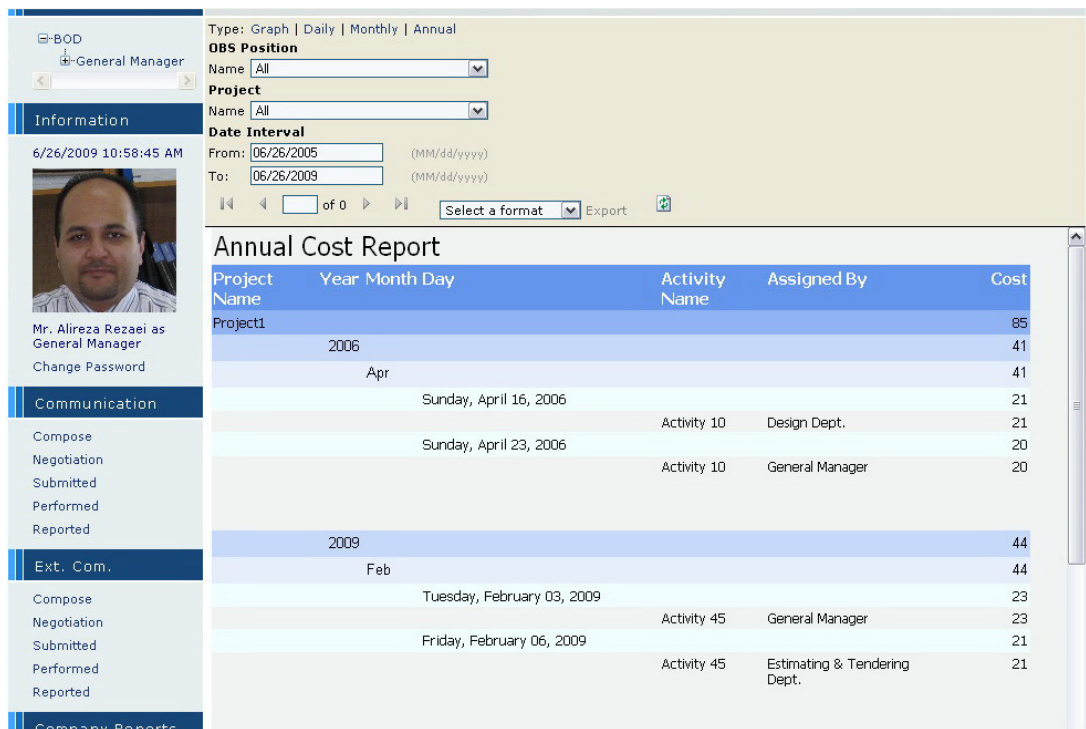 BOD
General Manager
Information
6/26/2009 10:58:45 AM
Mr. Alireza Rezaei as
General Manager
Change Password
Communication
Compose
Negotiation
Submitted
Performed
Reported
Ext. Com.
Compose
Negotiation
Submitted
Performed
Reported
Company Reports
Type: Graph | Daily | Monthly | Annual
OBS Position
Name All
Project
Name All
Date Interval
From: 06/26/2005 (MM/dd/yyyy)
To: 06/26/2009 (MM/dd/yyyy)
of 0 Select a format Export
Annual Cost Report
Project Name Year Month Day Activity Name Assigned By Cost
Project1 85
2006 41
Apr 41
Sunday, April 16, 2006 21
Activity 10 Design Dept. 21
Sunday, April 23, 2006 20
Activity 10 General Manager 20
2009 44
Feb 44
Tuesday, February 03, 2009 23
Activity 45 General Manager 23
Friday, February 06, 2009 21
Activity 45 Estimating & Tendering 21
Dept.